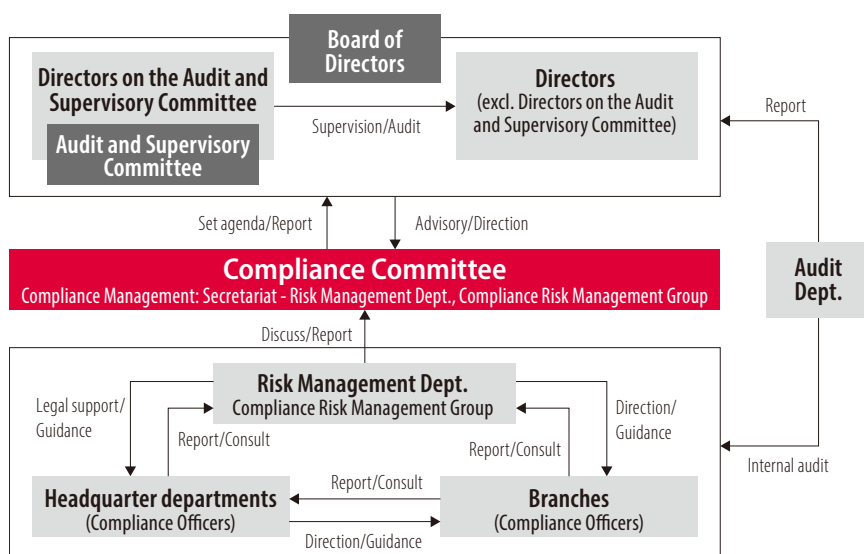 Board of
Directors
Directors on the Audit and
Supervisory Committee
Audit and Supervisory
Committee
Supervision/Audit
Directors
(excl. Directors on the Audit
and Supervisory Committee)
Report
Set agenda/Report
Advisory/Direction
Compliance Committee
Compliance Management: Secretariat - Risk Management Dept., Compliance Risk Management Group
Audit
Dept.
Discuss/Report
Risk Management Dept.
Compliance Risk Management Group
Legal support/
Guidance
Report/Consult
Report/Consult
Direction/
Guidance
Internal audit
Headquarter departments
(Compliance Officers)
Report/Consult
Direction/Guidance
Branches
(Compliance Officers)